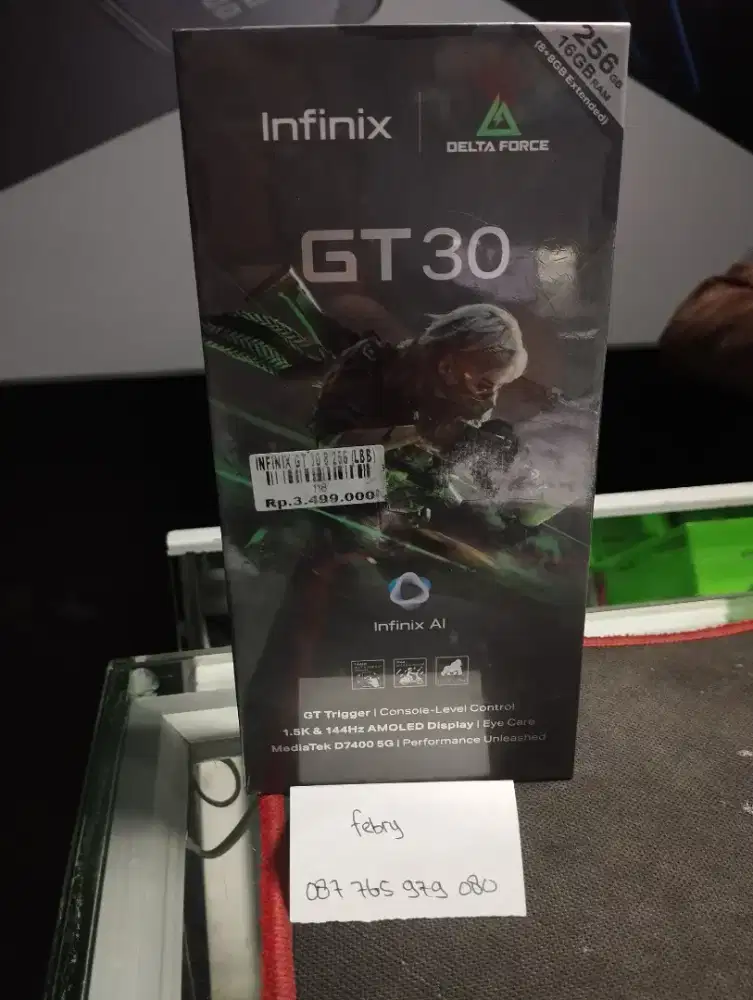 256 GB
16GB RAM
(8+8GB Extended)
Infinix
DELTA FORCE
GT 30
INFINIX GT 30 8/256 (LBB)
Rp.3.499.000
Infinix AI
GT Trigger | Console-Level Control
1.5K & 144Hz AMOLED Display | Eye Care
MediaTek D7400 5G | Performance Unleashed
febry
087 765 979 080